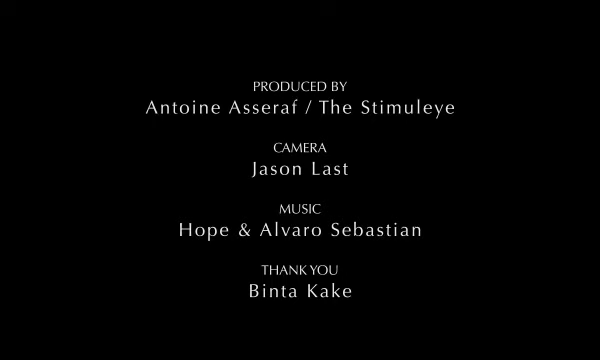 PRODUCED BY
Antoine Asseraf / The Stimuleye
CAMERA
Jason Last
MUSIC
Hope & Alvaro Sebastian
THANK YOU
Binta Kake